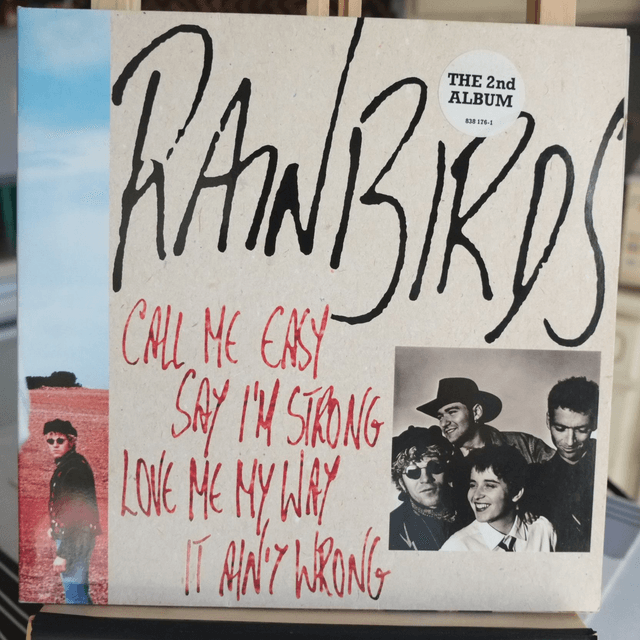 RAINBIRDS
THE 2nd
ALBUM
838 176-1
CALL ME EASY
SAY I'M STRONG
LOVE ME MY WAY
IT AIN'T WRONG